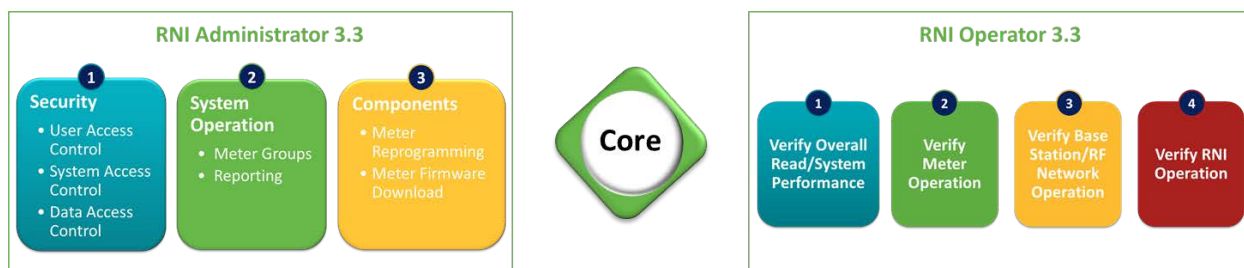 RNI Administrator 3.3
1
Security
• User Access
Control
• System Access
Control
• Data Access
Control
2
System
Operation
• Meter Groups
• Reporting
3
Components
• Meter
Reprogramming
• Meter Firmware
Download
Core
RNI Operator 3.3
1
Verify Overall
Read/System
Performance
2
Verify
Meter
Operation
3
Verify Base
Station/RF
Network
Operation
4
Verify RNI
Operation